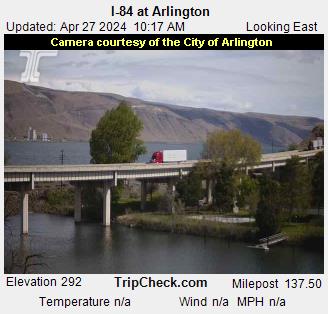 I-84 at Arlington
Updated: Apr 27 2024 10:17 AM Looking East
Camera courtesy of the City of Arlington
Elevation 292 TripCheck.com Milepost 137.50
Temperature n/a Wind n/a MPH n/a